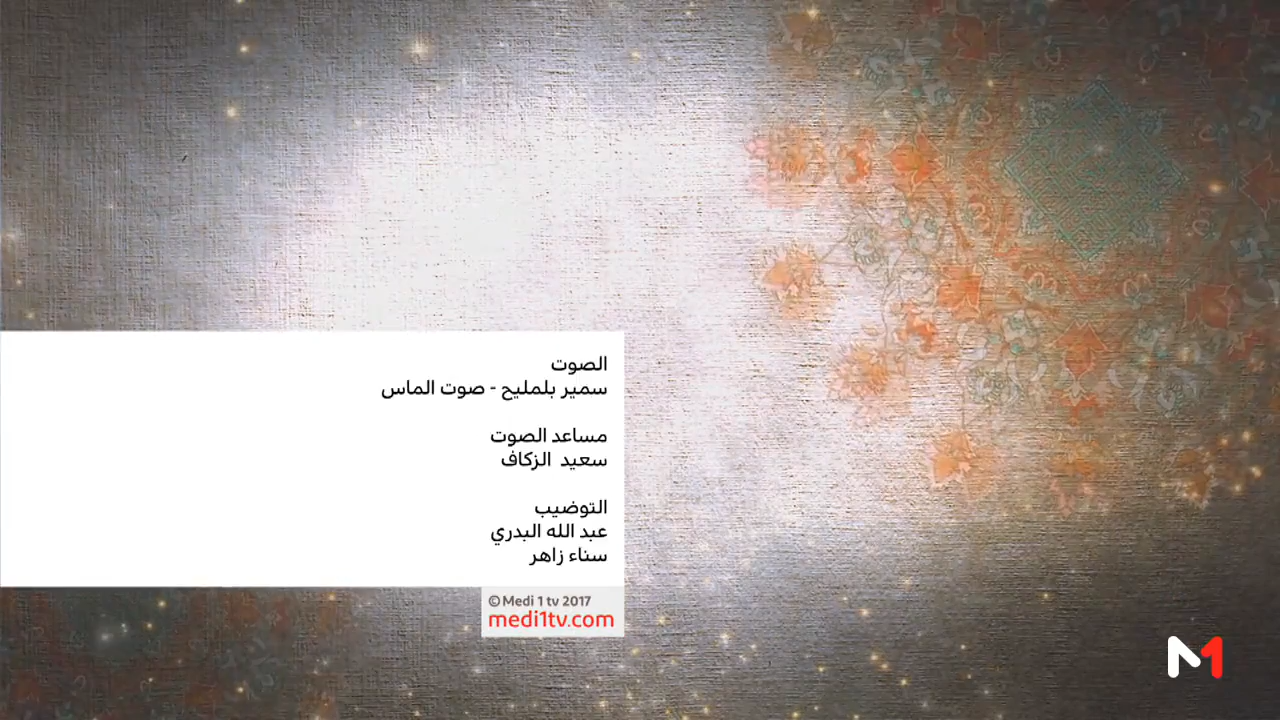 الصوت
سمير بلمليح - صوت الماس
مساعد الصوت
سعيد الزكاف
التوضيب
عبد الله البدري
سناء زاهر
© Medi 1 tv 2017
medi1tv.com
M1